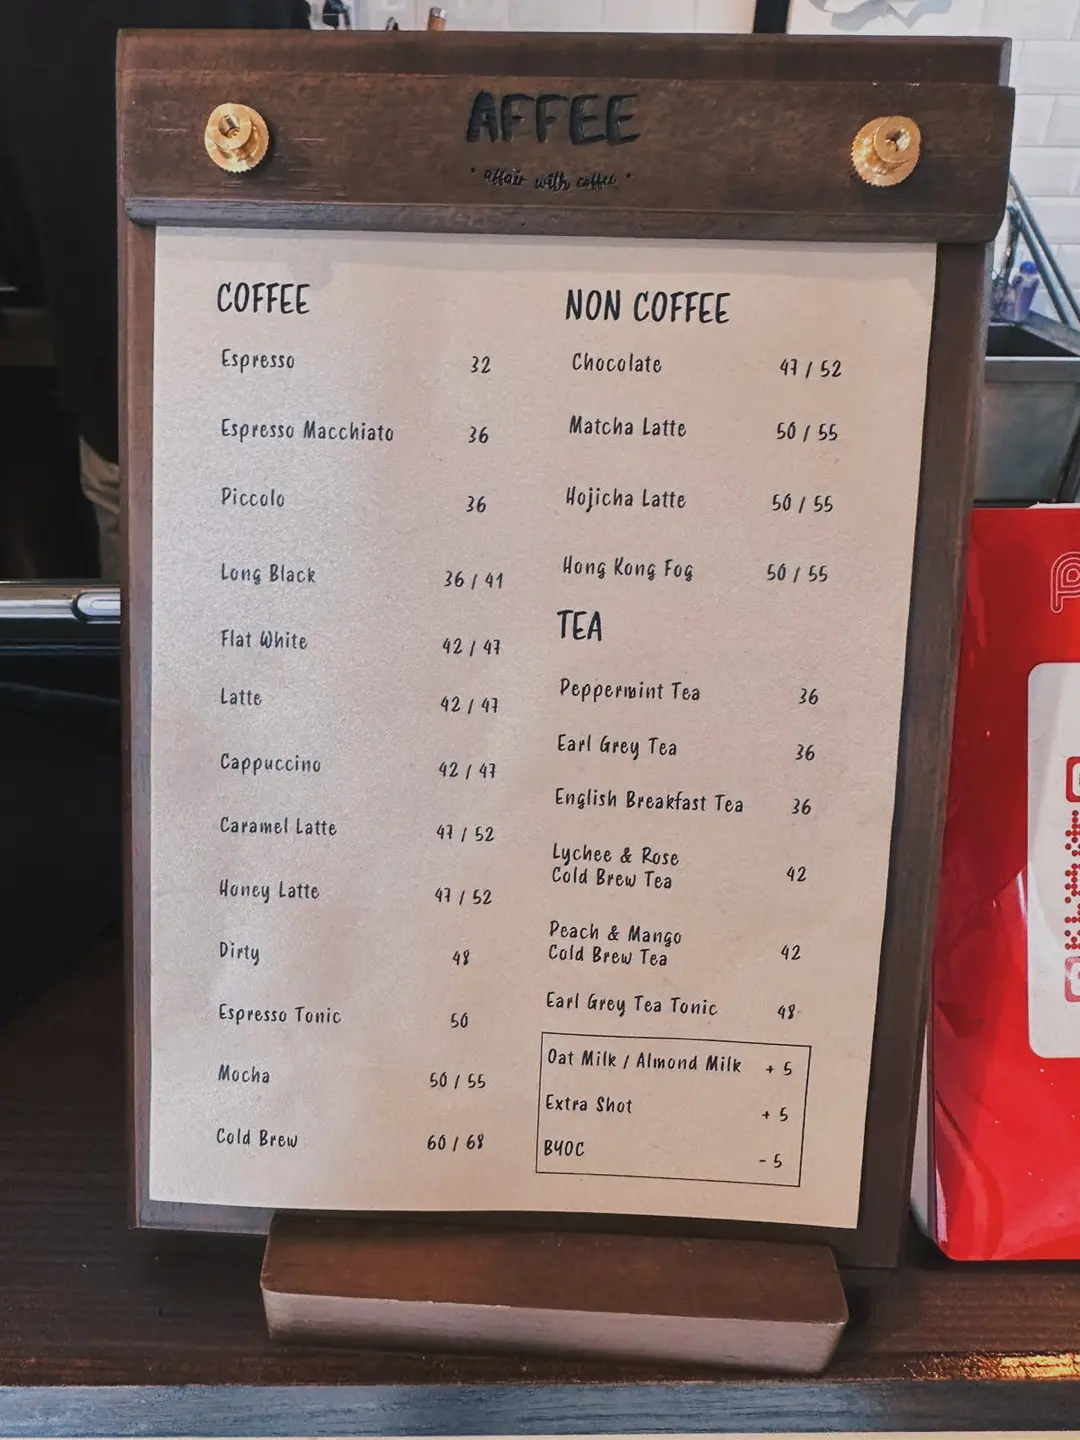 AFFEE
• affair with coffee •
COFFEE
Espresso 32
Espresso Macchiato 36
Piccolo 36
Long Black 36 / 41
Flat White 42 / 47
Latte 42 / 47
Cappuccino 42 / 47
Caramel Latte 47 / 52
Honey Latte 47 / 52
Dirty 48
Espresso Tonic 50
Mocha 50 / 55
Cold Brew 60 / 68
NON COFFEE
Chocolate 47 / 52
Matcha Latte 50 / 55
Hojicha Latte 50 / 55
Hong Kong Fog 50 / 55
TEA
Peppermint Tea 36
Earl Grey Tea 36
English Breakfast Tea 36
Lychee & Rose
Cold Brew Tea 42
Peach & Mango
Cold Brew Tea 42
Earl Grey Tea Tonic 48
Oat Milk / Almond Milk + 5
Extra Shot + 5
BYOC - 5